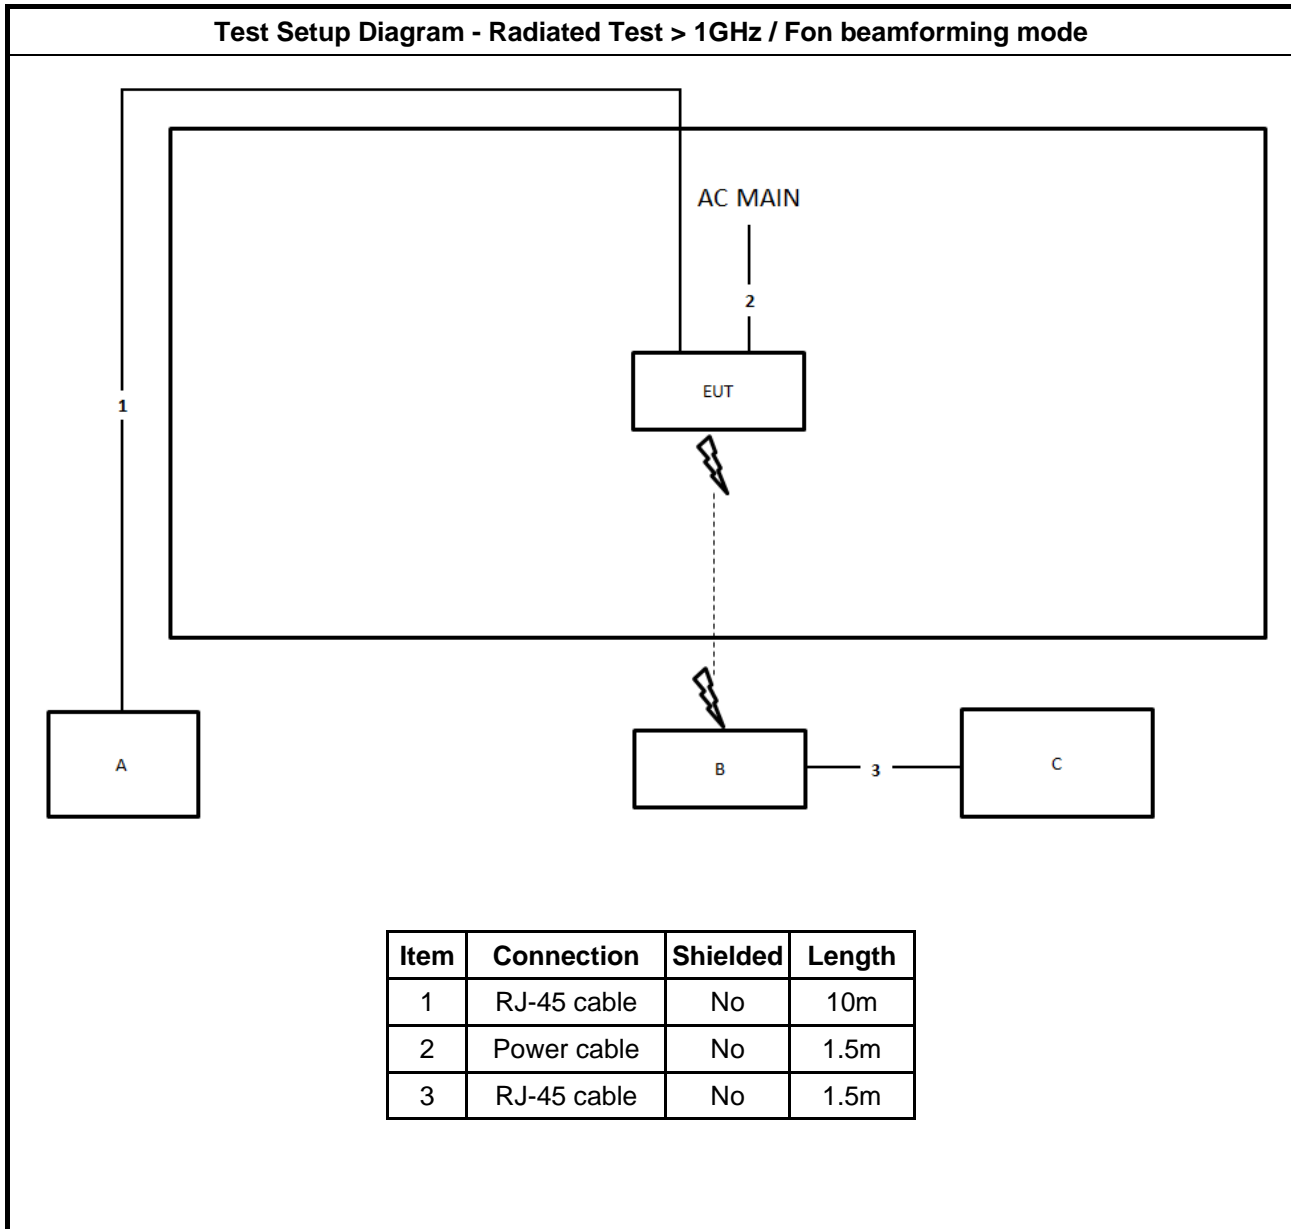 Test Setup Diagram - Radiated Test > 1GHz / Fon beamforming mode
AC MAIN
2
EUT
1
A
B
3
C
Item Connection Shielded Length
1 RJ-45 cable No 10m
2 Power cable No 1.5m
3 RJ-45 cable No 1.5m